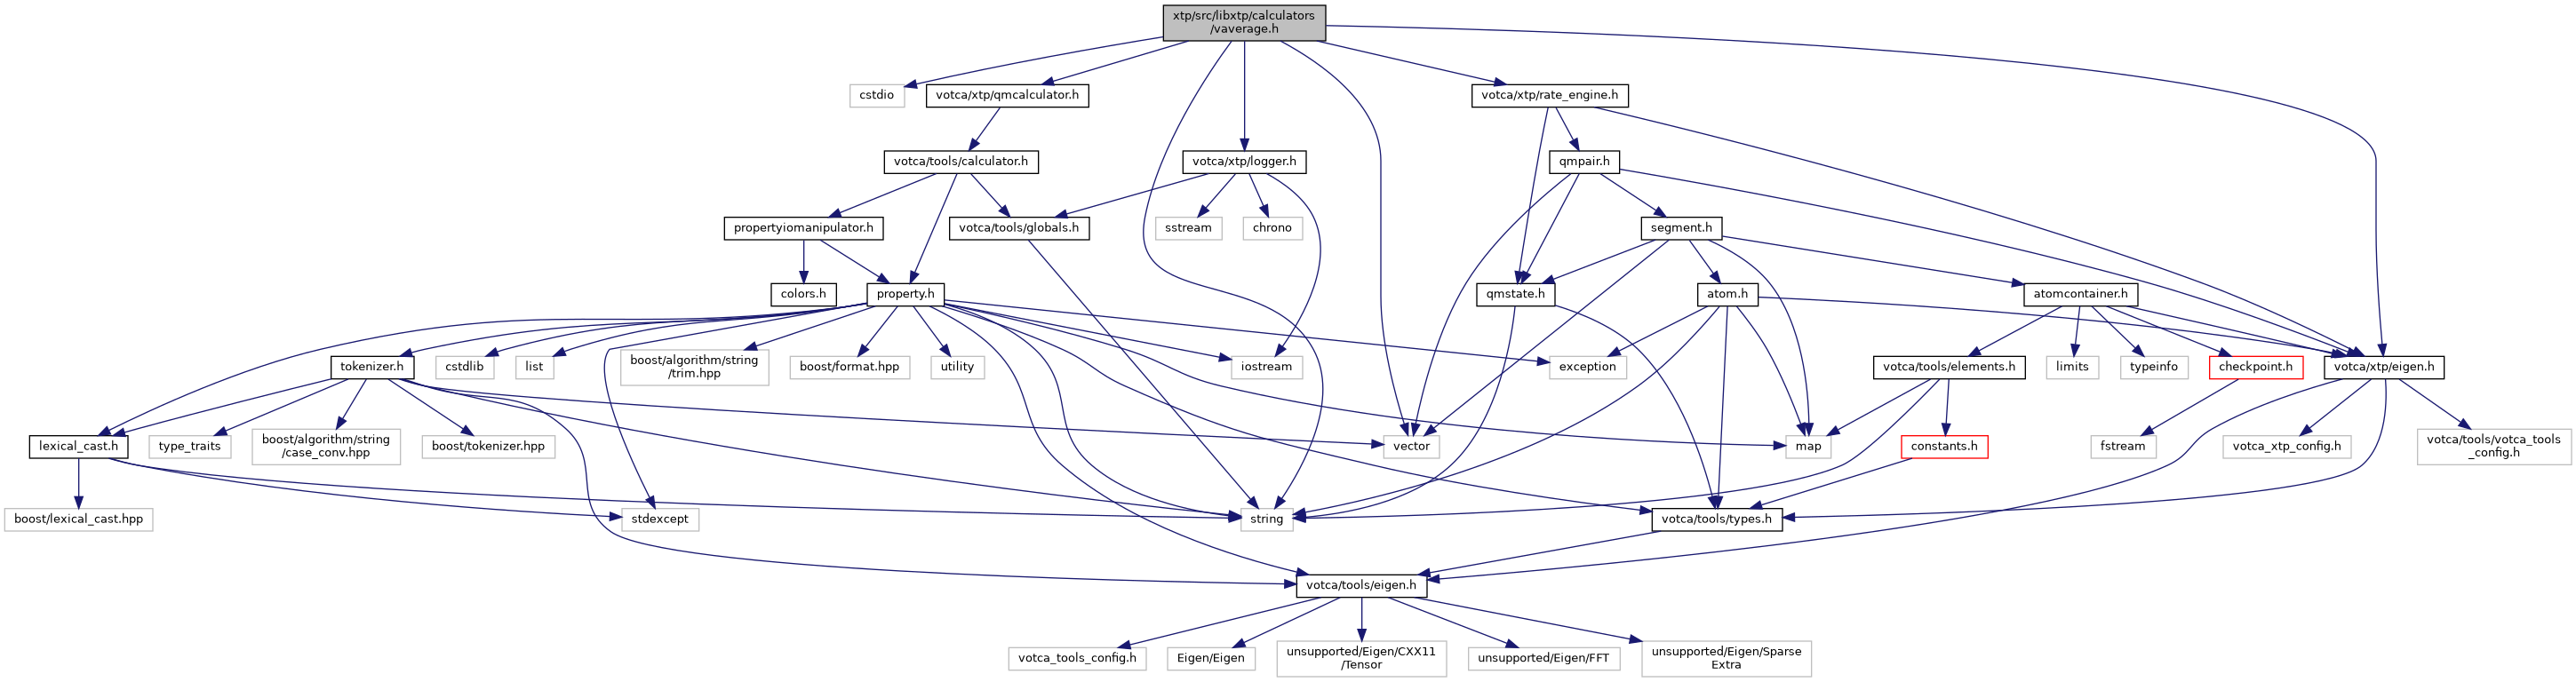 xtp/src/libxtp/calculators
/vaverage.h
cstdio
votca/xtp/qmcalculator.h
votca/xtp/rate_engine.h
votca/tools/calculator.h
votca/xtp/logger.h
qmpair.h
propertyiomanipulator.h
votca/tools/globals.h
sstream
chrono
segment.h
colors.h
property.h
qmstate.h
atom.h
atomcontainer.h
tokenizer.h
cstdlib
list
boost/algorithm/string
/trim.hpp
boost/format.hpp
utility
iostream
exception
votca/tools/elements.h
limits
typeinfo
checkpoint.h
votca/xtp/eigen.h
lexical_cast.h
type_traits
boost/algorithm/string
/case_conv.hpp
boost/tokenizer.hpp
vector
map
constants.h
fstream
votca_xtp_config.h
votca/tools/votca_tools
_config.h
boost/lexical_cast.hpp
stdexcept
string
votca/tools/types.h
votca/tools/eigen.h
votca_tools_config.h
Eigen/Eigen
unsupported/Eigen/CXX11
/Tensor
unsupported/Eigen/FFT
unsupported/Eigen/Sparse
Extra